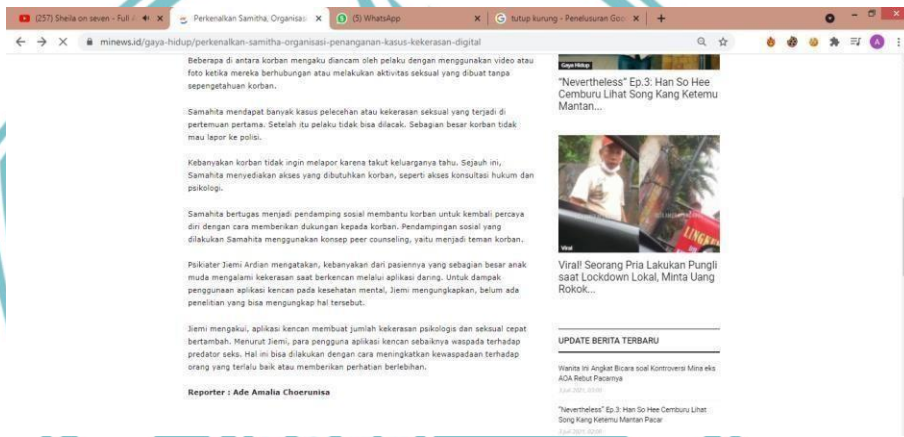 (257) Sheila on seven - Full A
Perkenalkan Samitha, Organisas
(5) WhatsApp
tutup kurung - Penelusuran Goo
minews.id/gaya-hidup/perkenalkan-samitha-organisasi-penanganan-kasus-kekerasan-digital
Beberapa di antara korban mengaku diancam oleh pelaku dengan menggunakan video atau
foto ketika mereka berhubungan atau melakukan aktivitas seksual yang dibuat tanpa
sepengetahuan korban.
Samahita mendapat banyak kasus pelecehan atau kekerasan seksual yang terjadi di
pertemuan pertama. Setelah itu pelaku tidak bisa dilacak. Sebagian besar korban tidak
mau lapor ke polisi.
Kebanyakan korban tidak ingin melapor karena takut keluarganya tahu. Sejauh ini,
Samahita menyediakan akses yang dibutuhkan korban, seperti akses konsultasi hukum dan
psikologi.
Samahita bertugas menjadi pendamping sosial membantu korban untuk kembali percaya
diri dengan cara memberikan dukungan kepada korban. Pendampingan sosial yang
dilakukan Samahita menggunakan konsep peer counseling, yaitu menjadi teman korban.
Psikiater Jiemi Ardian mengatakan, kebanyakan dari pasiennya yang sebagian besar anak
muda mengalami kekerasan saat berkencan melalui aplikasi daring. Untuk dampak
penggunaan aplikasi kencan pada kesehatan mental, Jiemi mengungkapkan, belum ada
penelitian yang bisa mengungkap hal tersebut.
Jiemi mengakui, aplikasi kencan membuat jumlah kekerasan psikologis dan seksual cepat
bertambah. Menurut Jiemi, para pengguna aplikasi kencan sebaiknya waspada terhadap
predator seks. Hal ini bisa dilakukan dengan cara meningkatkan kewaspadaan terhadap
orang yang terlalu baik atau memberikan perhatian berlebihan.
Reporter : Ade Amalia Choerunisa
Gaya Hidup
"Nevertheless" Ep.3: Han So Hee
Cemburu Lihat Song Kang Ketemu
Mantan...
LINGKUNG
Viral
Viral! Seorang Pria Lakukan Pungli
saat Lockdown Lokal, Minta Uang
Rokok...
UPDATE BERITA TERBARU
Wanita Ini Angkat Bicara soal Kontroversi Mina eks
AOA Rebut Pacarnya
"Nevertheless" Ep.3: Han So Hee Cemburu Lihat
Song Kang Ketemu Mantan Pacar